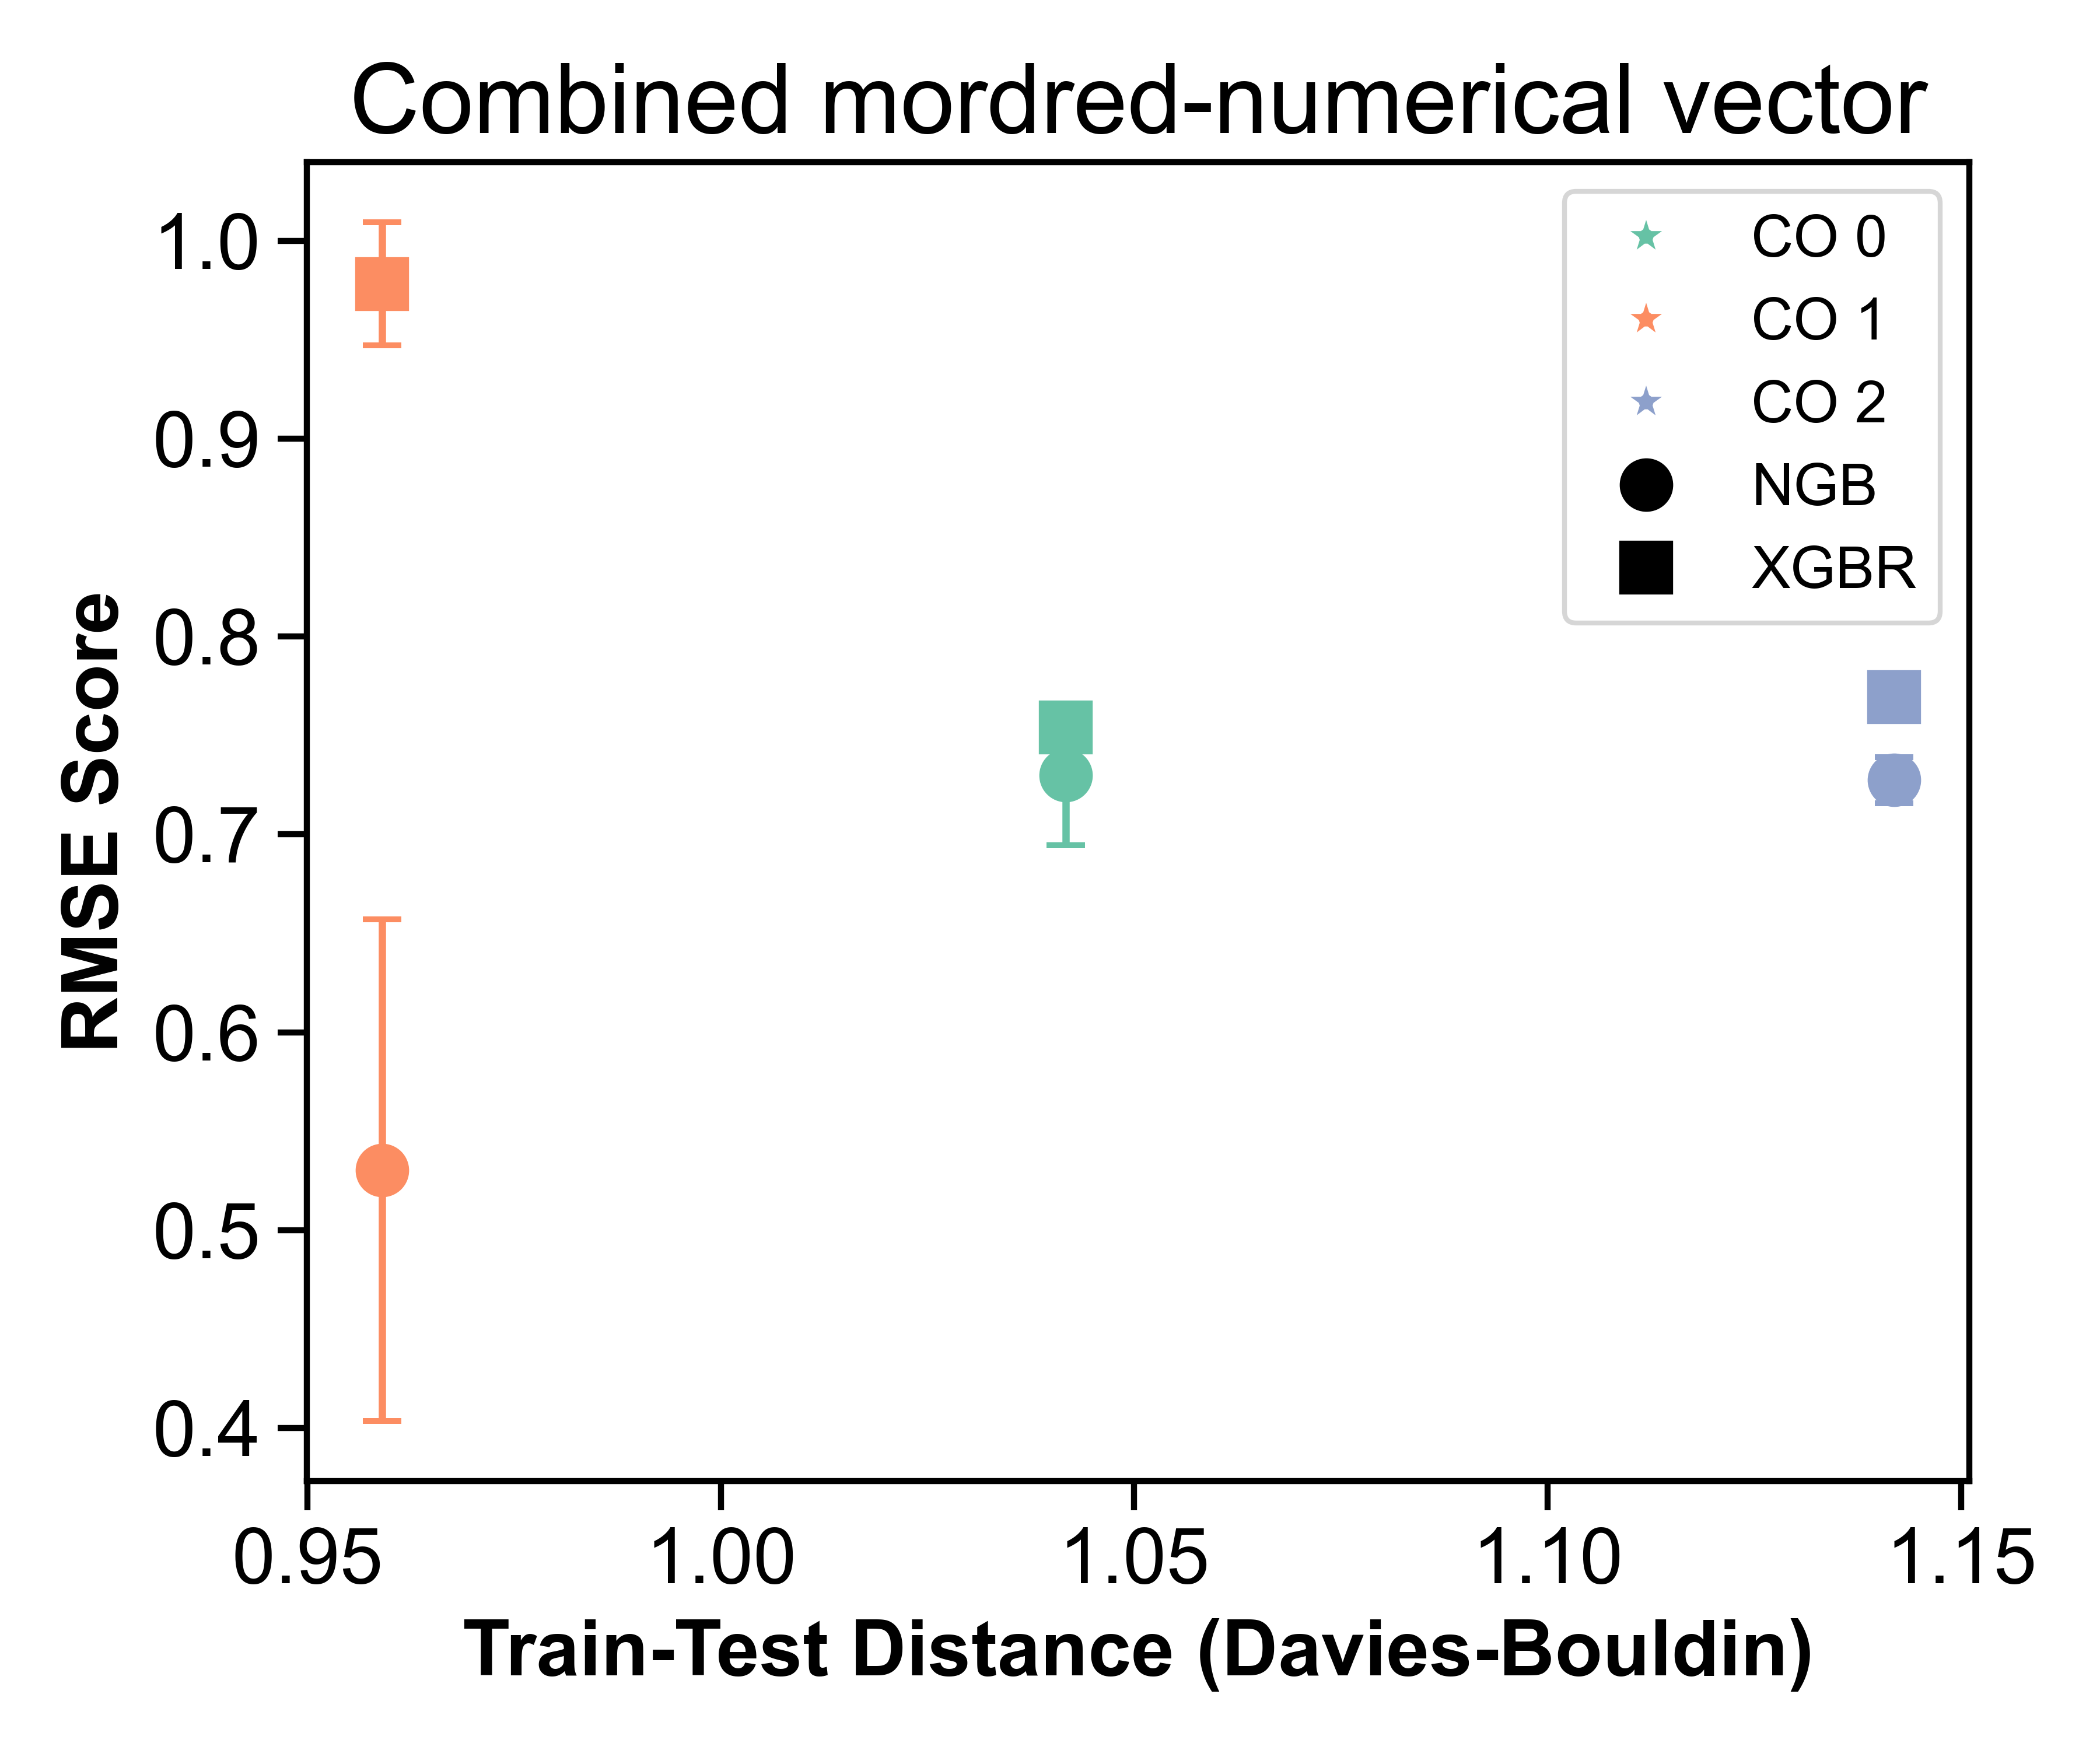 Combined mordred-numerical vector
1.0
0.9
0.8
0.7
0.6
0.5
0.4
RMSE Score
CO 0
CO 1
CO 2
NGB
XGBR
0.95 1.00 1.05 1.10 1.15
Train-Test Distance (Davies-Bouldin)